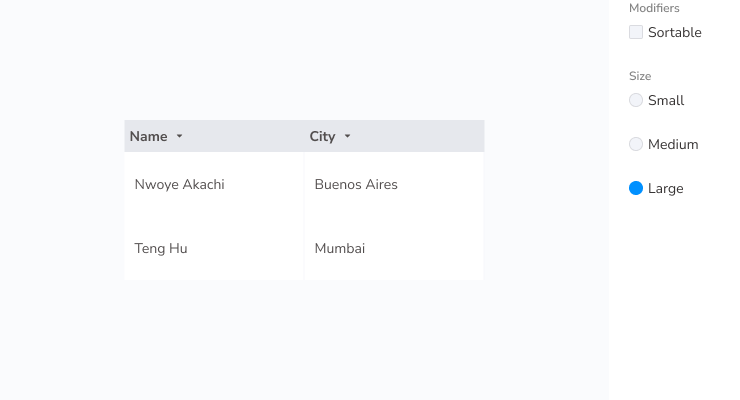 Modifiers
Sortable
Size
Small
Medium
Large
Name City
Nwoye Akachi Buenos Aires
Teng Hu Mumbai